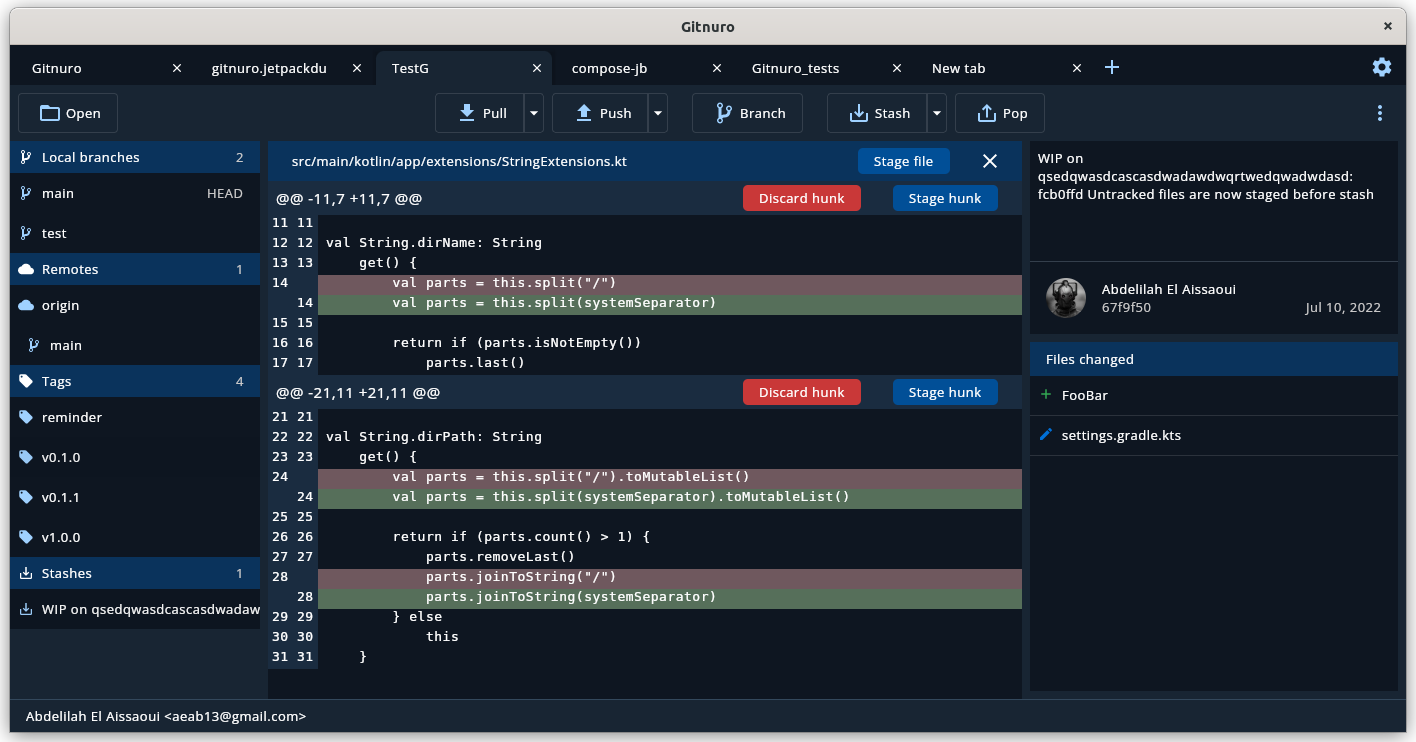 Gitnuro
Gitnuro
gitnuro.jetpackdu
TestG
compose-jb
Gitnuro_tests
New tab
Open
Pull
Push
Branch
Stash
Pop
Local branches 2
main HEAD
test
Remotes 1
origin
main
Tags 4
reminder
v0.1.0
v0.1.1
v1.0.0
Stashes 1
WIP on qsedqwasdcascasdwadaw
src/main/kotlin/app/extensions/StringExtensions.kt Stage file
@@ -11,7 +11,7 @@ Discard hunk Stage hunk
11 11
12 12 val String.dirName: String
13 13     get() {
14         val parts = this.split("/")
14         val parts = this.split(systemSeparator)
15 15
16 16         return if (parts.isNotEmpty())
17 17             parts.last()
@@ -21,11 +21,11 @@ Discard hunk Stage hunk
21 21
22 22 val String.dirPath: String
23 23     get() {
24         val parts = this.split("/").toMutableList()
24         val parts = this.split(systemSeparator).toMutableList()
25 25
26 26         return if (parts.count() > 1) {
27 27             parts.removeLast()
28             parts.joinToString("/")
28             parts.joinToString(systemSeparator)
29 29         } else
30 30             this
31 31     }
WIP on
qsedqwasdcascasdwadawdwqrtwedqwadwdasd:
fcb0ffd Untracked files are now staged before stash
Abdelilah El Aissaoui
67f9f50 Jul 10, 2022
Files changed
FooBar
settings.gradle.kts
Abdelilah El Aissaoui <aeab13@gmail.com>